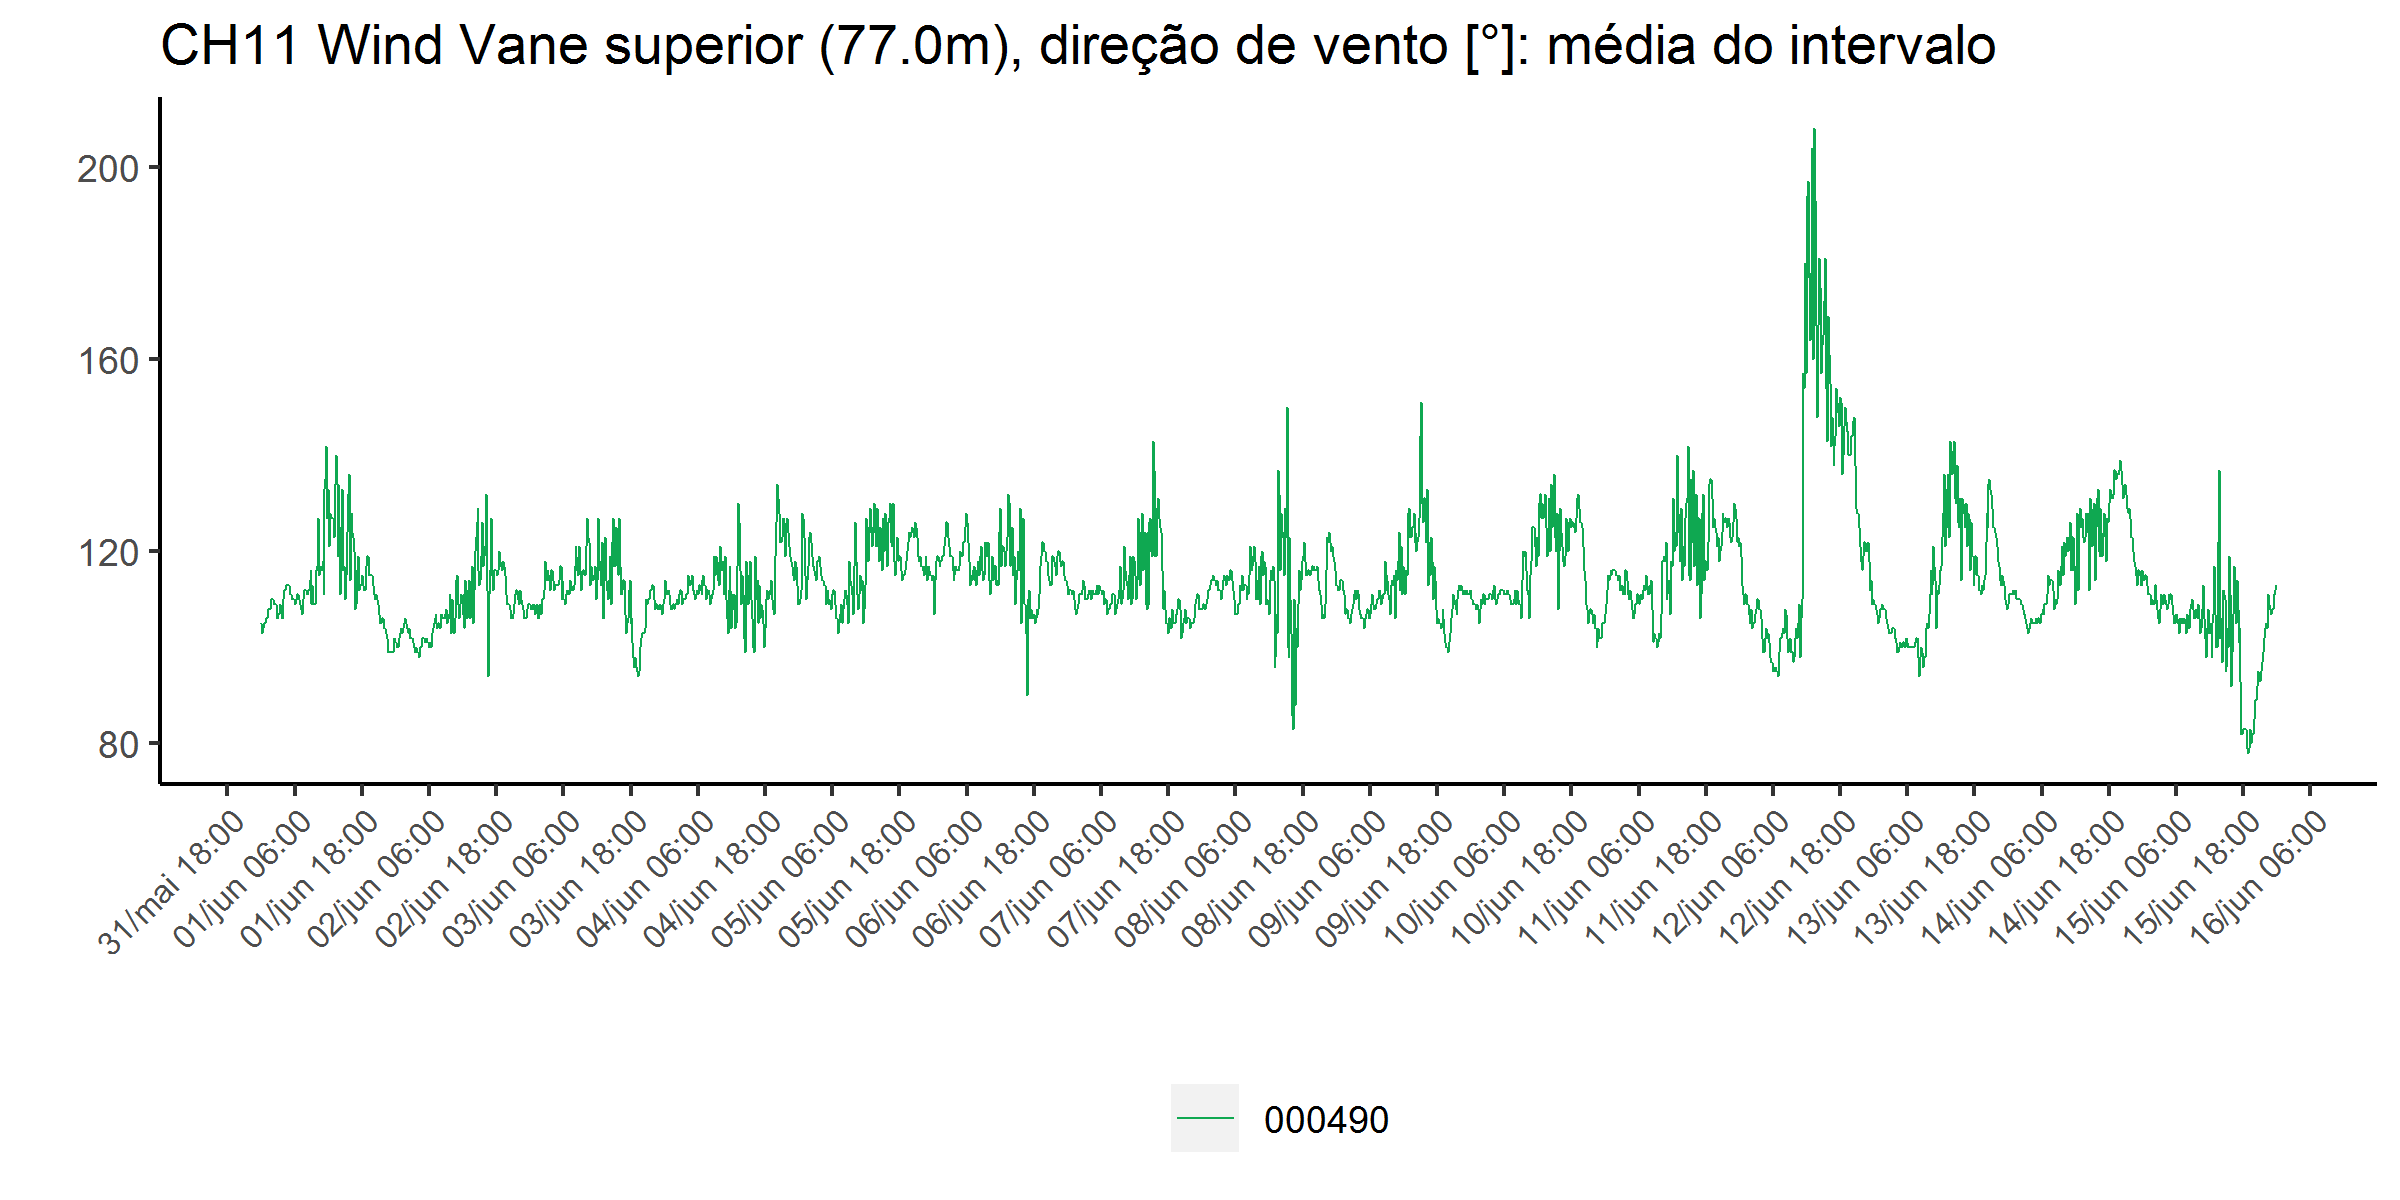 CH11 Wind Vane superior (77.0m), direção de vento [°]: média do intervalo
200
160
120
80
31/mai 18:00
01/jun 06:00
01/jun 18:00
02/jun 06:00
02/jun 18:00
03/jun 06:00
03/jun 18:00
04/jun 06:00
04/jun 18:00
05/jun 06:00
05/jun 18:00
06/jun 06:00
06/jun 18:00
07/jun 06:00
07/jun 18:00
08/jun 06:00
08/jun 18:00
09/jun 06:00
09/jun 18:00
10/jun 06:00
10/jun 18:00
11/jun 06:00
11/jun 18:00
12/jun 06:00
12/jun 18:00
13/jun 06:00
13/jun 18:00
14/jun 06:00
14/jun 18:00
15/jun 06:00
15/jun 18:00
16/jun 06:00
000490